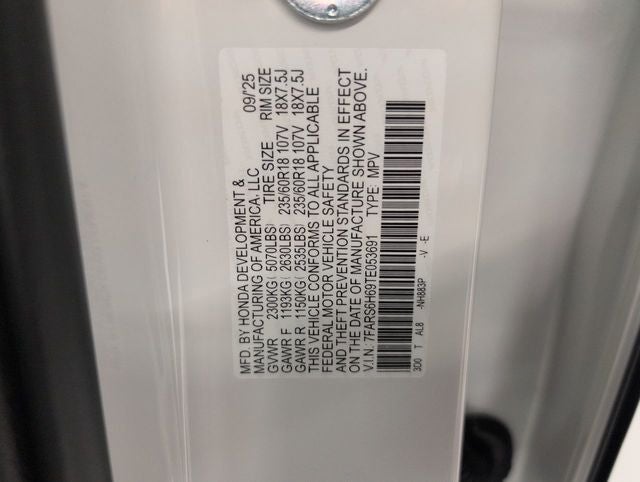 MFD. BY HONDA DEVELOPMENT & 09/'25
MANUFACTURING OF AMERICA, LLC
TIRE SIZE RIM SIZE
GVWR 2300KG( 5070LBS)
GAWR F 1193KG( 2630LBS) 235/60R18 107V 18X7.5J
GAWR R 1150KG( 2535LBS) 235/60R18 107V 18X7.5J
THIS VEHICLE CONFORMS TO ALL APPLICABLE
FEDERAL MOTOR VEHICLE SAFETY
AND THEFT PREVENTION STANDARDS IN EFFECT
ON THE DATE OF MANUFACTURE SHOWN ABOVE.
V.I.N: 7FARS6H69TE053691 TYPE: MPV
3D0 T AL8 -NH883P -V -E